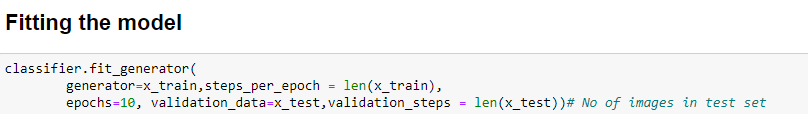 Fitting the model
classifier.fit_generator(
        generator=x_train,steps_per_epoch = len(x_train),
        epochs=10, validation_data=x_test,validation_steps = len(x_test))# No of images in test set